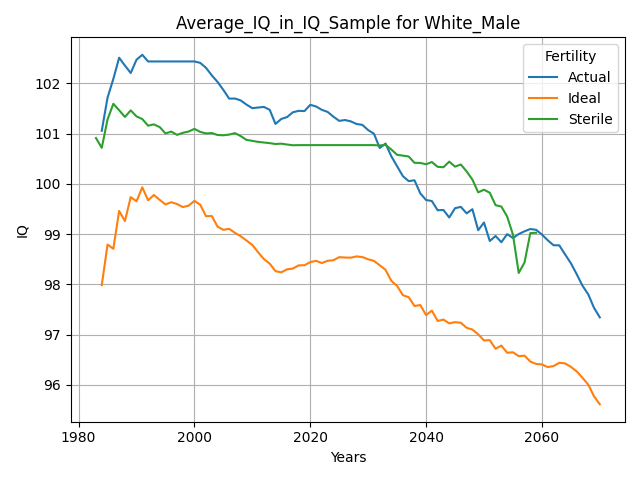 Average_IQ_in_IQ_Sample for White_Male
Fertility
Actual
Ideal
Sterile
IQ
102
101
100
99
98
97
96
1980
2000
2020
2040
2060
Years